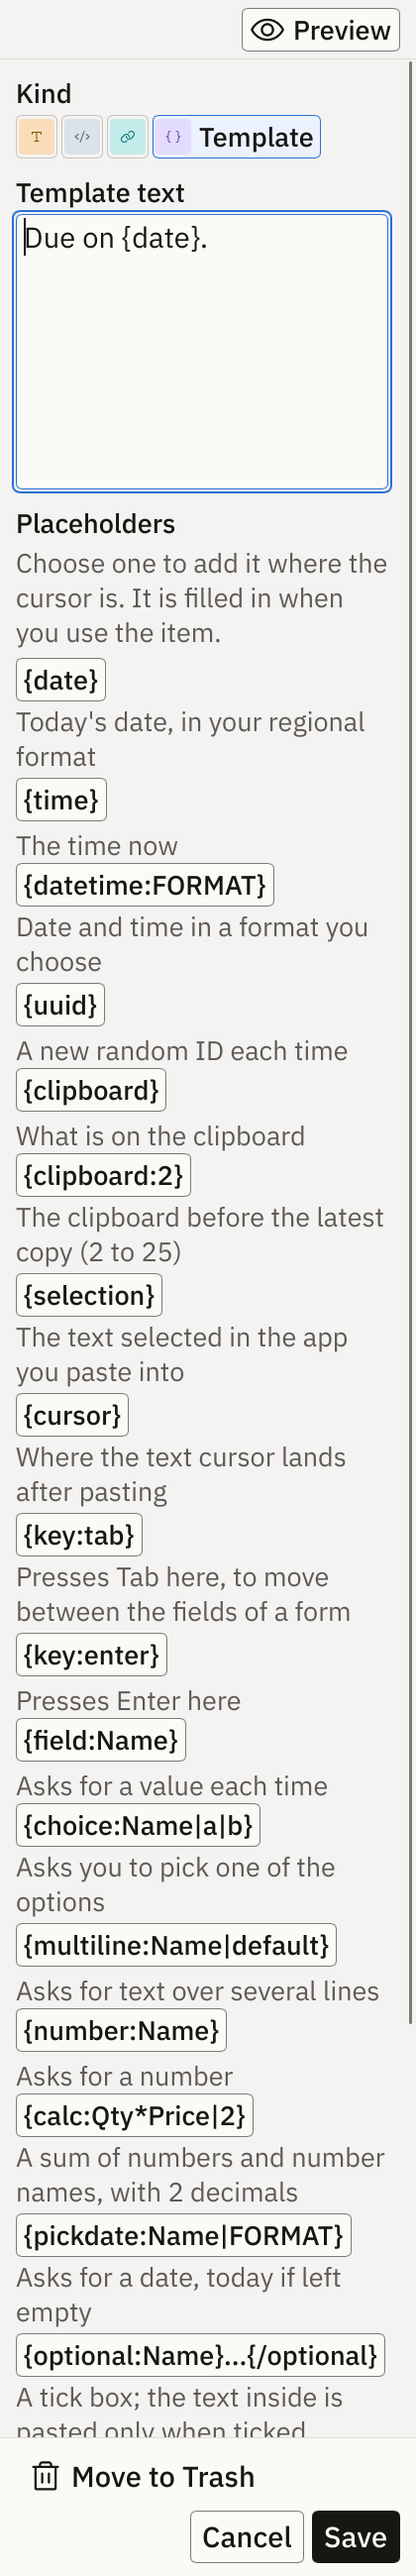 Preview
Kind
T </> { } Template
Template text
Due on {date}.
Placeholders
Choose one to add it where the
cursor is. It is filled in when
you use the item.
{date}
Today's date, in your regional
format
{time}
The time now
{datetime:FORMAT}
Date and time in a format you
choose
{uuid}
A new random ID each time
{clipboard}
What is on the clipboard
{clipboard:2}
The clipboard before the latest
copy (2 to 25)
{selection}
The text selected in the app
you paste into
{cursor}
Where the text cursor lands
after pasting
{key:tab}
Presses Tab here, to move
between the fields of a form
{key:enter}
Presses Enter here
{field:Name}
Asks for a value each time
{choice:Name|a|b}
Asks you to pick one of the
options
{multiline:Name|default}
Asks for text over several lines
{number:Name}
Asks for a number
{calc:Qty*Price|2}
A sum of numbers and number
names, with 2 decimals
{pickdate:Name|FORMAT}
Asks for a date, today if left
empty
{optional:Name}...{/optional}
A tick box; the text inside is
pasted only when ticked
Move to Trash
Cancel Save